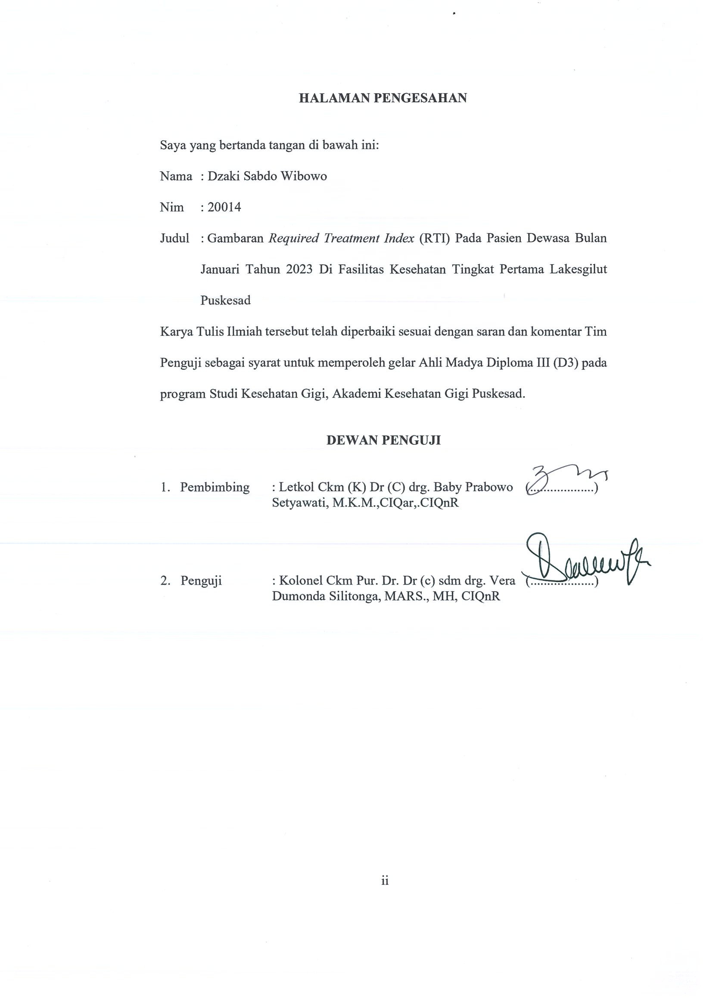 HALAMAN PENGESAHAN
Saya yang bertanda tangan di bawah ini:
Nama : Dzaki Sabdo Wibowo
Nim : 20014
Judul : Gambaran Required Treatment Index (RTI) Pada Pasien Dewasa Bulan
Januari Tahun 2023 Di Fasilitas Kesehatan Tingkat Pertama Lakesgilut
Puskesad
Karya Tulis Ilmiah tersebut telah diperbaiki sesuai dengan saran dan komentar Tim
Penguji sebagai syarat untuk memperoleh gelar Ahli Madya Diploma III (D3) pada
program Studi Kesehatan Gigi, Akademi Kesehatan Gigi Puskesad.
DEWAN PENGUJI
1. Pembimbing : Letkol Ckm (K) Dr (C) drg. Baby Prabowo (...................)
Setyawati, M.K.M.,CIQar,.CIQnR
2. Penguji : Kolonel Ckm Pur. Dr. Dr (c) sdm drg. Vera (...................)
Dumonda Silitonga, MARS., MH, CIQnR
ii